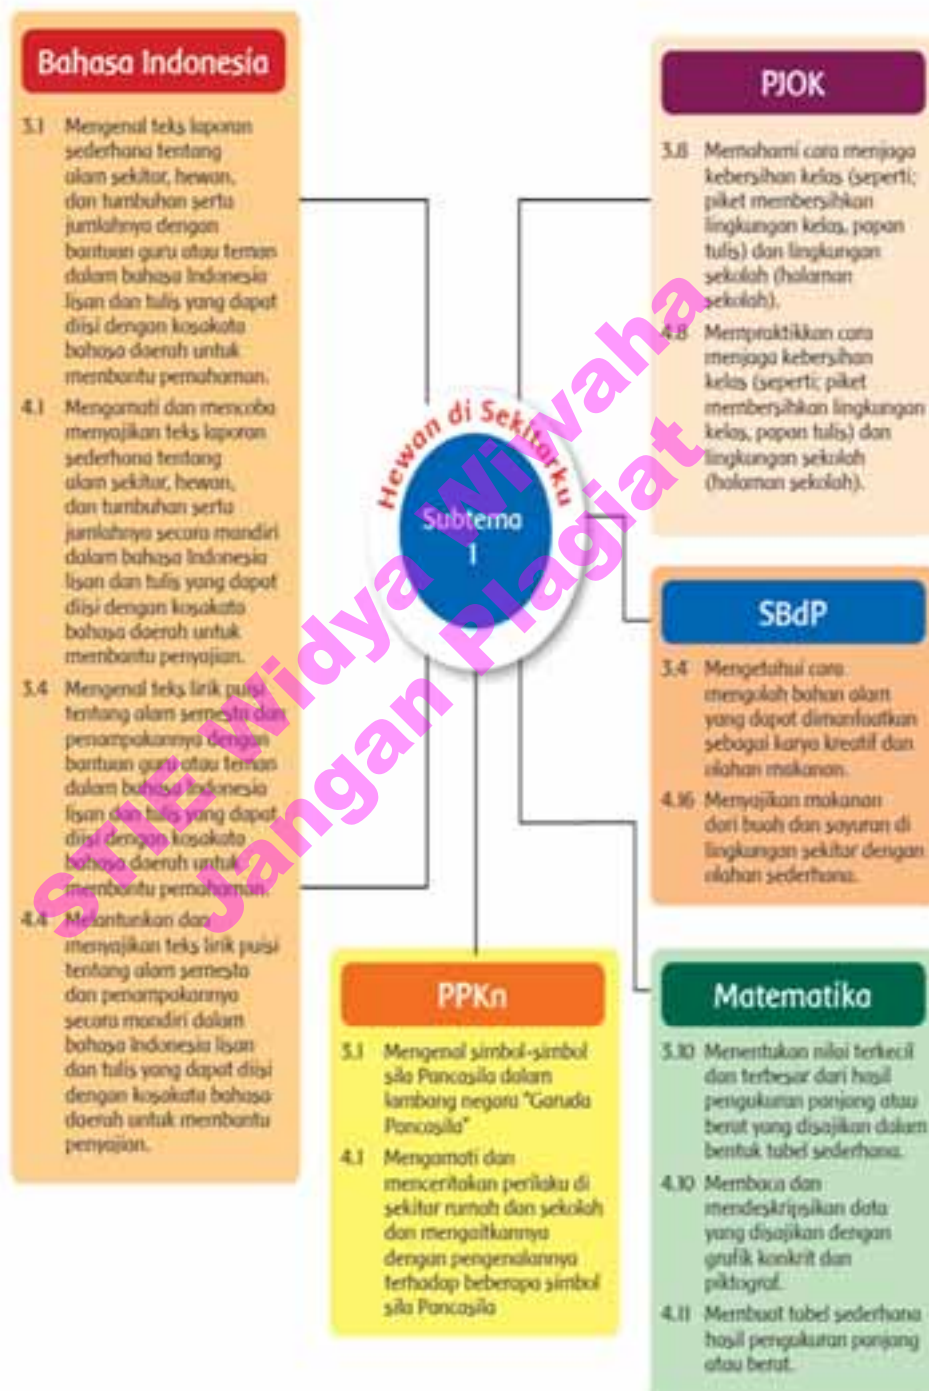 Bahasa Indonesia
3.1 Mengenal teks laporan
sederhana tentang
alam sekitar, hewan,
dan tumbuhan serta
jumlahnya dengan
bantuan guru atau teman
dalam bahasa Indonesia
lisan dan tulis yang dapat
diisi dengan kosakata
bahasa daerah untuk
membantu pemahaman.
4.1 Mengamati dan mencoba
menyajikan teks laporan
sederhana tentang
alam sekitar, hewan,
dan tumbuhan serta
jumlahnya secara mandiri
dalam bahasa Indonesia
lisan dan tulis yang dapat
diisi dengan kosakata
bahasa daerah untuk
membantu penyajian.
3.4 Mengenal teks lirik puisi
tentang alam semesta dan
penampakannya dengan
bantuan guru atau teman
dalam bahasa Indonesia
lisan dan tulis yang dapat
diisi dengan kosakata
bahasa daerah untuk
membantu pemahaman.
4.4 Melantunkan dan
menyajikan teks lirik puisi
tentang alam semesta
dan penampakannya
secara mandiri dalam
bahasa Indonesia lisan
dan tulis yang dapat diisi
dengan kosakata bahasa
daerah untuk membantu
penyajian.
Hewan di Sekitarku
Subtema
1
PJOK
3.8 Memahami cara menjaga
kebersihan kelas (seperti;
piket membersihkan
lingkungan kelas, papan
tulis) dan lingkungan
sekolah (halaman
sekolah).
4.8 Mempraktikkan cara
menjaga kebersihan
kelas (seperti; piket
membersihkan lingkungan
kelas, papan tulis) dan
lingkungan sekolah
(halaman sekolah).
SBdP
3.4 Mengetahui cara
mengolah bahan alam
yang dapat dimanfaatkan
sebagai karya kreatif dan
olahan makanan.
4.16 Menyajikan makanan
dari buah dan sayuran di
lingkungan sekitar dengan
olahan sederhana.
PPKn
3.1 Mengenal simbol-simbol
sila Pancasila dalam
lambang negara "Garuda
Pancasila"
4.1 Mengamati dan
menceritakan perilaku di
sekitar rumah dan sekolah
dan mengaitkannya
dengan pengenalannya
terhadap beberapa simbol
sila Pancasila
Matematika
3.10 Menentukan nilai terkecil
dan terbesar dari hasil
pengukuran panjang atau
berat yang disajikan dalam
bentuk tabel sederhana.
4.10 Membaca dan
mendeskripsikan data
yang disajikan dengan
grafik konkrit dan
piktograf.
4.11 Membuat tabel sederhana
hasil pengukuran panjang
atau berat.
STIE Widya Wiwaha
Jangan Plagiat